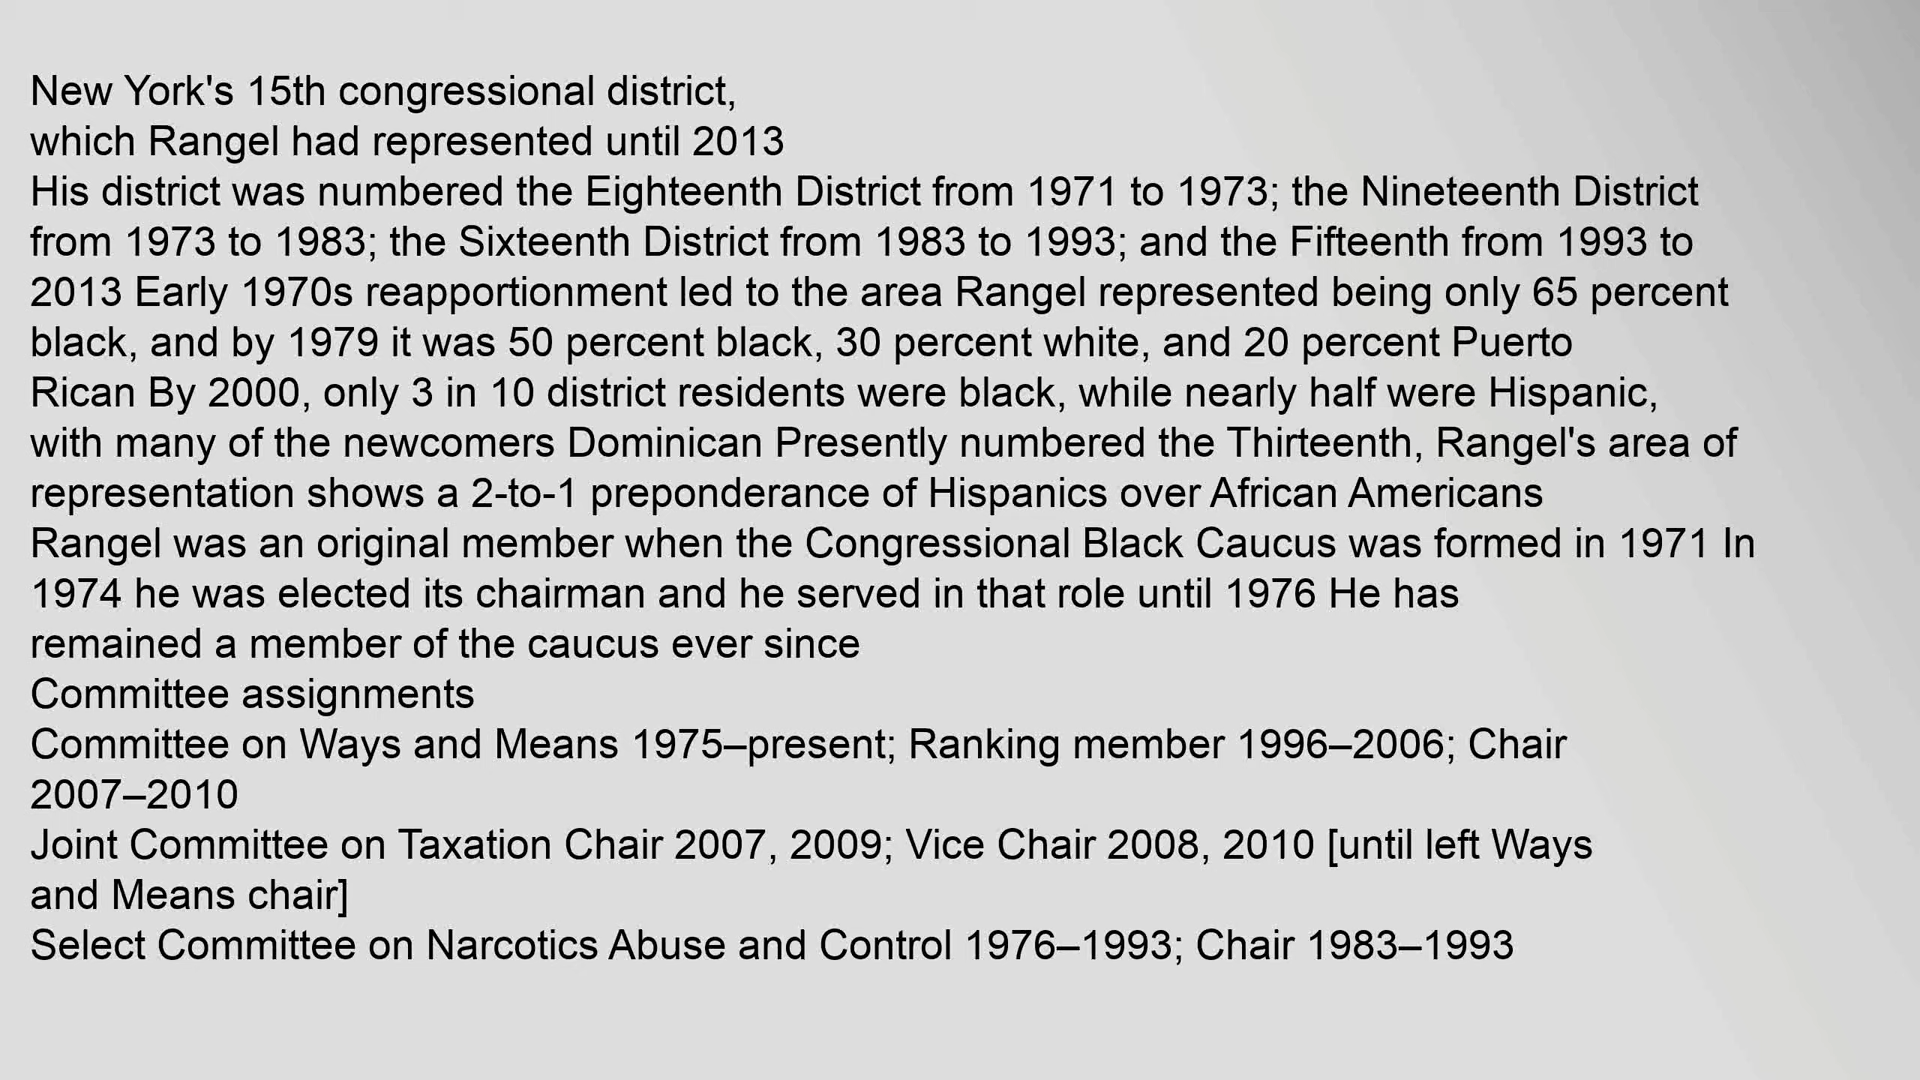 New York's 15th congressional district,
which Rangel had represented until 2013
His district was numbered the Eighteenth District from 1971 to 1973; the Nineteenth District
from 1973 to 1983; the Sixteenth District from 1983 to 1993; and the Fifteenth from 1993 to
2013 Early 1970s reapportionment led to the area Rangel represented being only 65 percent
black, and by 1979 it was 50 percent black, 30 percent white, and 20 percent Puerto
Rican By 2000, only 3 in 10 district residents were black, while nearly half were Hispanic,
with many of the newcomers Dominican Presently numbered the Thirteenth, Rangel's area of
representation shows a 2-to-1 preponderance of Hispanics over African Americans
Rangel was an original member when the Congressional Black Caucus was formed in 1971 In
1974 he was elected its chairman and he served in that role until 1976 He has
remained a member of the caucus ever since
Committee assignments
Committee on Ways and Means 1975–present; Ranking member 1996–2006; Chair
2007–2010
Joint Committee on Taxation Chair 2007, 2009; Vice Chair 2008, 2010 [until left Ways
and Means chair]
Select Committee on Narcotics Abuse and Control 1976–1993; Chair 1983–1993